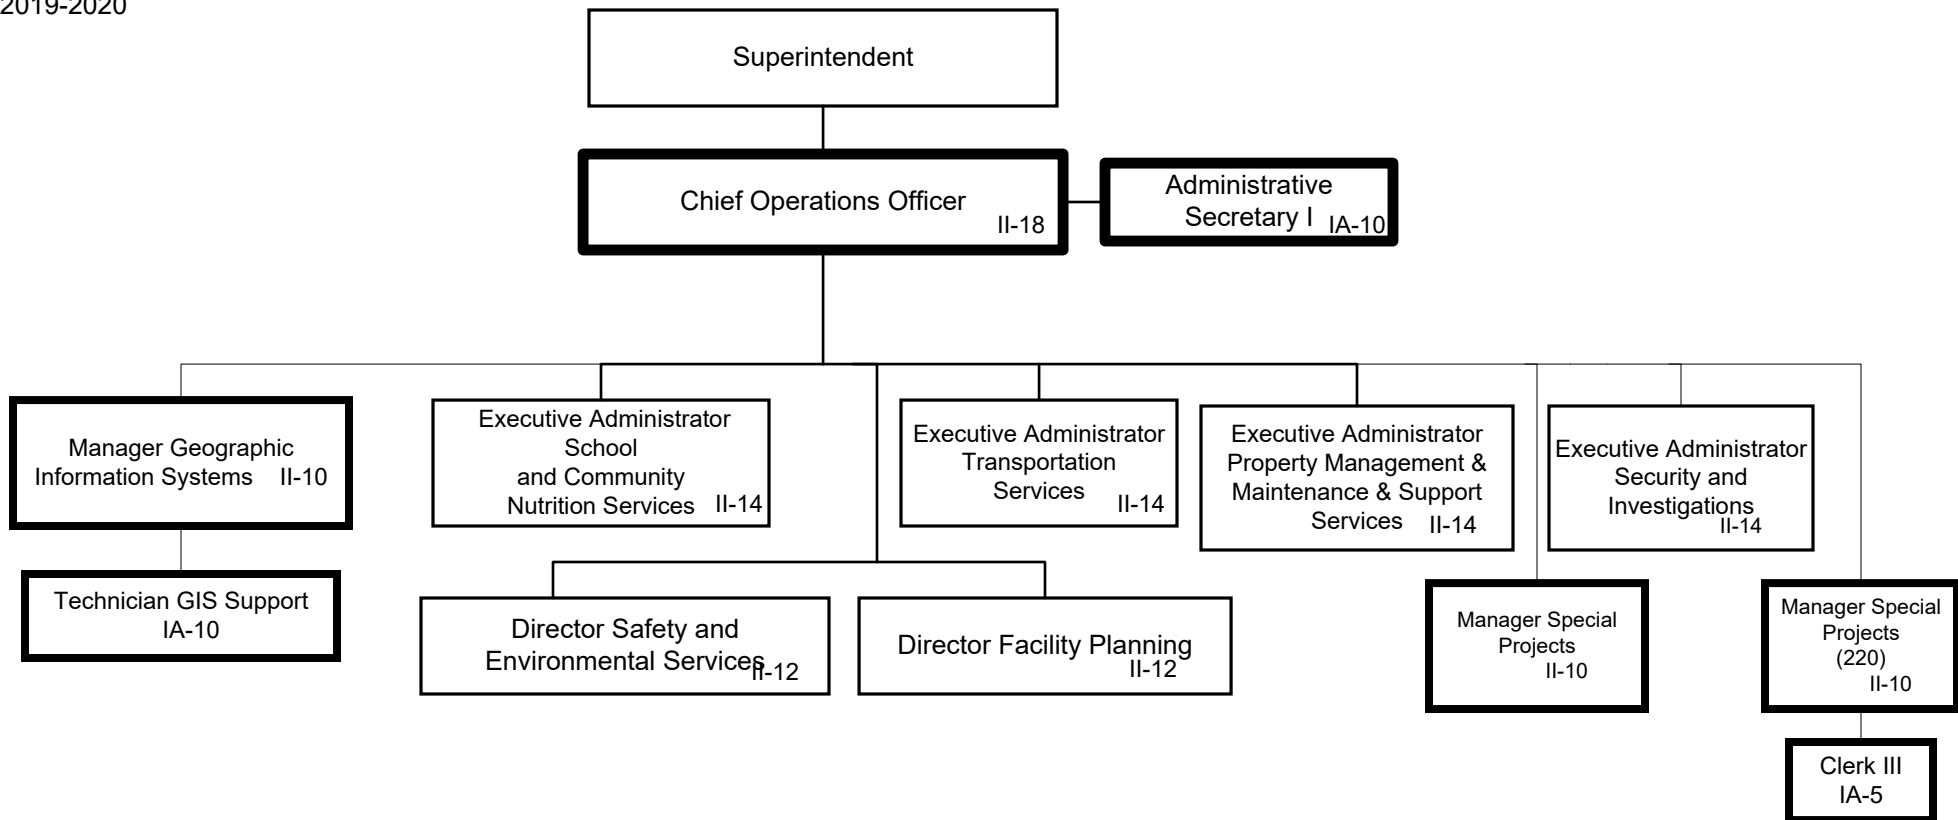 2019-2020
Superintendent
Chief Operations Officer
II-18
Administrative
Secretary I
IA-10
Manager Geographic
Information Systems II-10
Executive Administrator
School
and Community
Nutrition Services
II-14
Executive Administrator
Transportation
Services
II-14
Executive Administrator
Property Management &
Maintenance & Support
Services
II-14
Executive Administrator
Security and
Investigations
II-14
Technician GIS Support
IA-10
Director Safety and
Environmental Services
II-12
Director Facility Planning
II-12
Manager Special
Projects
II-10
Manager Special
Projects
(220)
II-10
Clerk III
IA-5